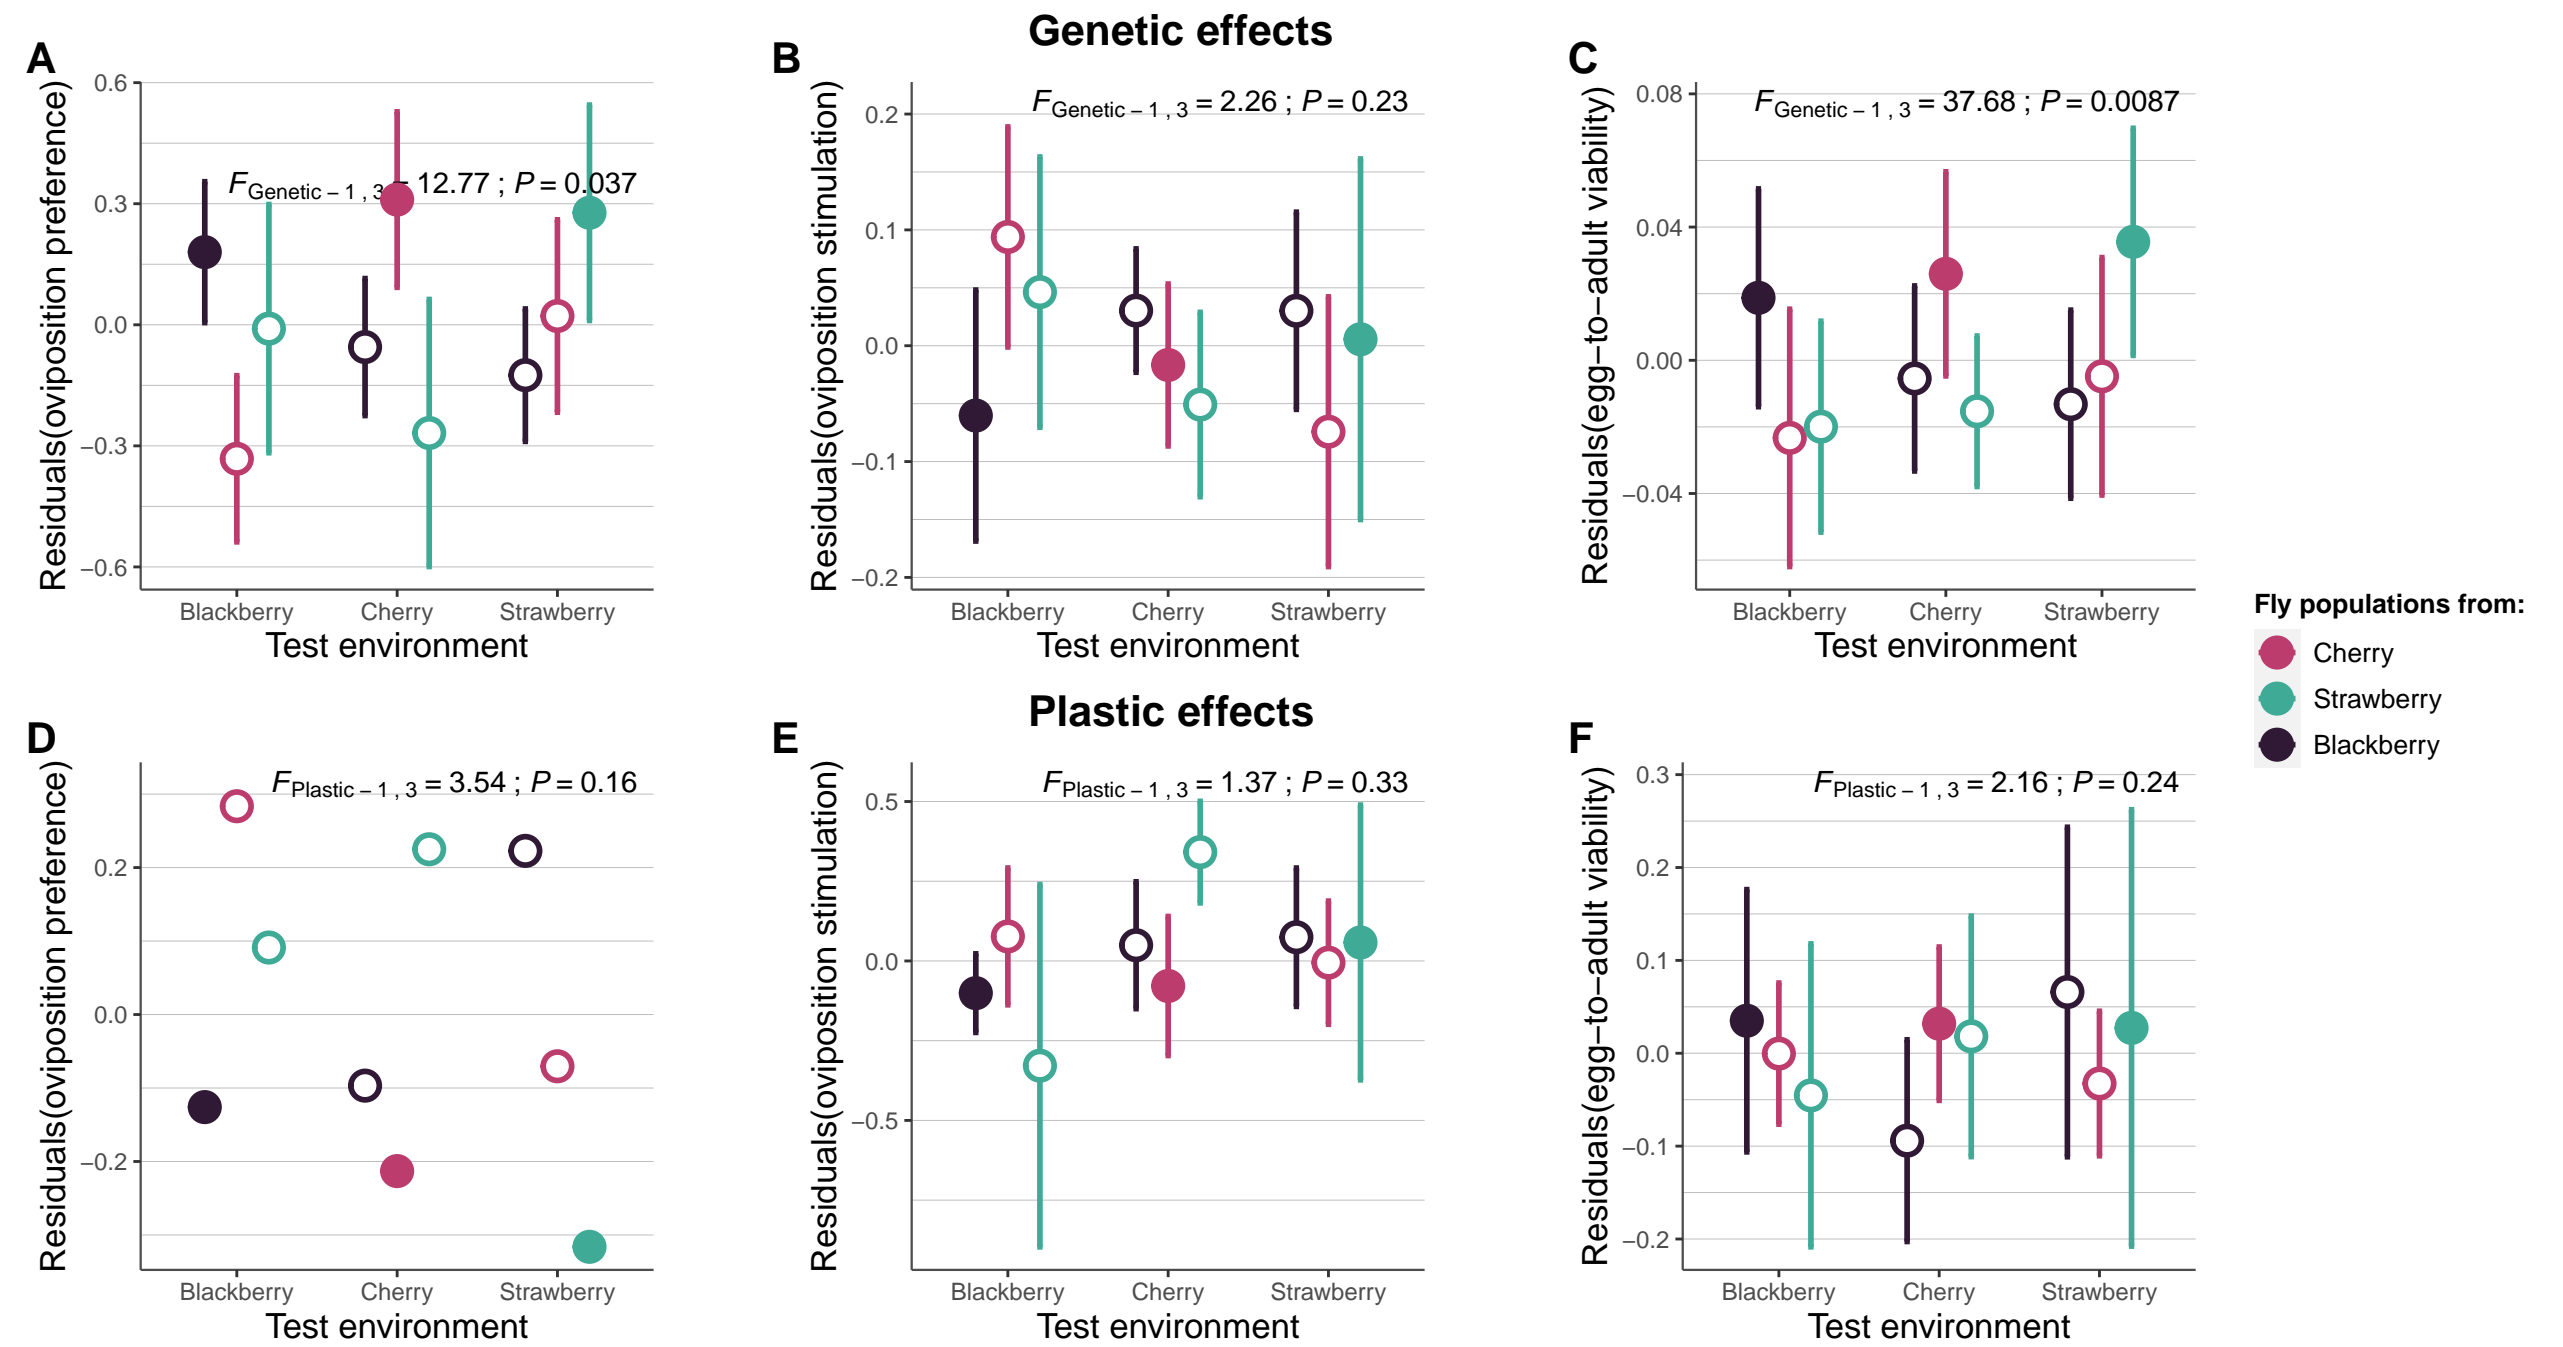 Genetic effects
A
Residuals(oviposition preference)
0.6
0.3
0.0
−0.3
−0.6
F Genetic − 1 , 3 = 12.77 ; P = 0.037
Blackberry Cherry Strawberry
Test environment
B
Residuals(oviposition stimulation)
0.2
0.1
0.0
−0.1
−0.2
F Genetic − 1 , 3 = 2.26 ; P = 0.23
Blackberry Cherry Strawberry
Test environment
C
Residuals(egg−to−adult viability)
0.08
0.04
0.00
−0.04
F Genetic − 1 , 3 = 37.68 ; P = 0.0087
Blackberry Cherry Strawberry
Test environment
Fly populations from:
Cherry
Strawberry
Blackberry
Plastic effects
D
Residuals(oviposition preference)
0.2
0.0
−0.2
F Plastic − 1 , 3 = 3.54 ; P = 0.16
Blackberry Cherry Strawberry
Test environment
E
Residuals(oviposition stimulation)
0.5
0.0
−0.5
F Plastic − 1 , 3 = 1.37 ; P = 0.33
Blackberry Cherry Strawberry
Test environment
F
Residuals(egg−to−adult viability)
0.3
0.2
0.1
0.0
−0.1
−0.2
F Plastic − 1 , 3 = 2.16 ; P = 0.24
Blackberry Cherry Strawberry
Test environment